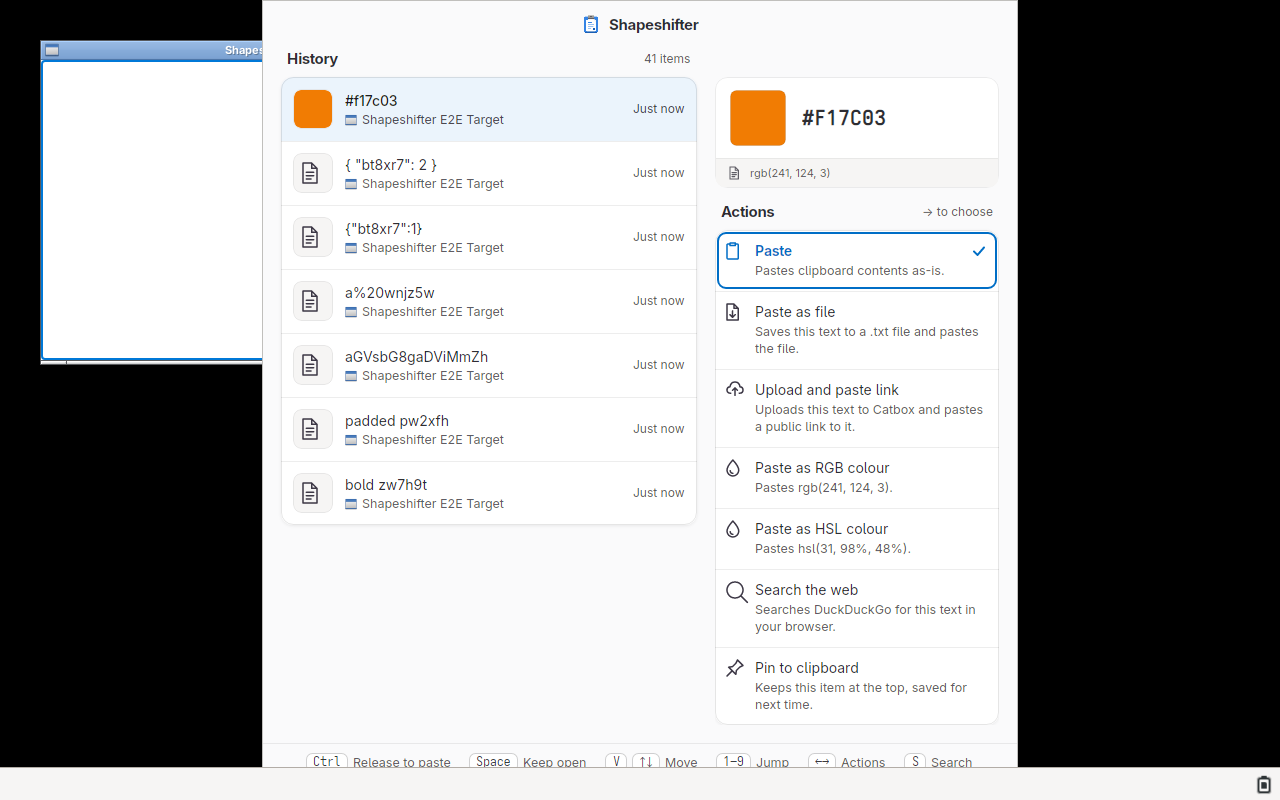 Shapeshifter
Shapes
History
41 items
#f17c03
Shapeshifter E2E Target
Just now
{ "bt8xr7": 2 }
Shapeshifter E2E Target
Just now
{"bt8xr7":1}
Shapeshifter E2E Target
Just now
a%20wnjz5w
Shapeshifter E2E Target
Just now
aGVsbG8gaDViMmZh
Shapeshifter E2E Target
Just now
padded pw2xfh
Shapeshifter E2E Target
Just now
bold zw7h9t
Shapeshifter E2E Target
Just now
#F17C03
rgb(241, 124, 3)
Actions
→ to choose
Paste
Pastes clipboard contents as-is.
Paste as file
Saves this text to a .txt file and pastes
the file.
Upload and paste link
Uploads this text to Catbox and pastes
a public link to it.
Paste as RGB colour
Pastes rgb(241, 124, 3).
Paste as HSL colour
Pastes hsl(31, 98%, 48%).
Search the web
Searches DuckDuckGo for this text in
your browser.
Pin to clipboard
Keeps this item at the top, saved for
next time.
Ctrl Release to paste Space Keep open V ↑↓ Move 1–9 Jump ↔ Actions S Search